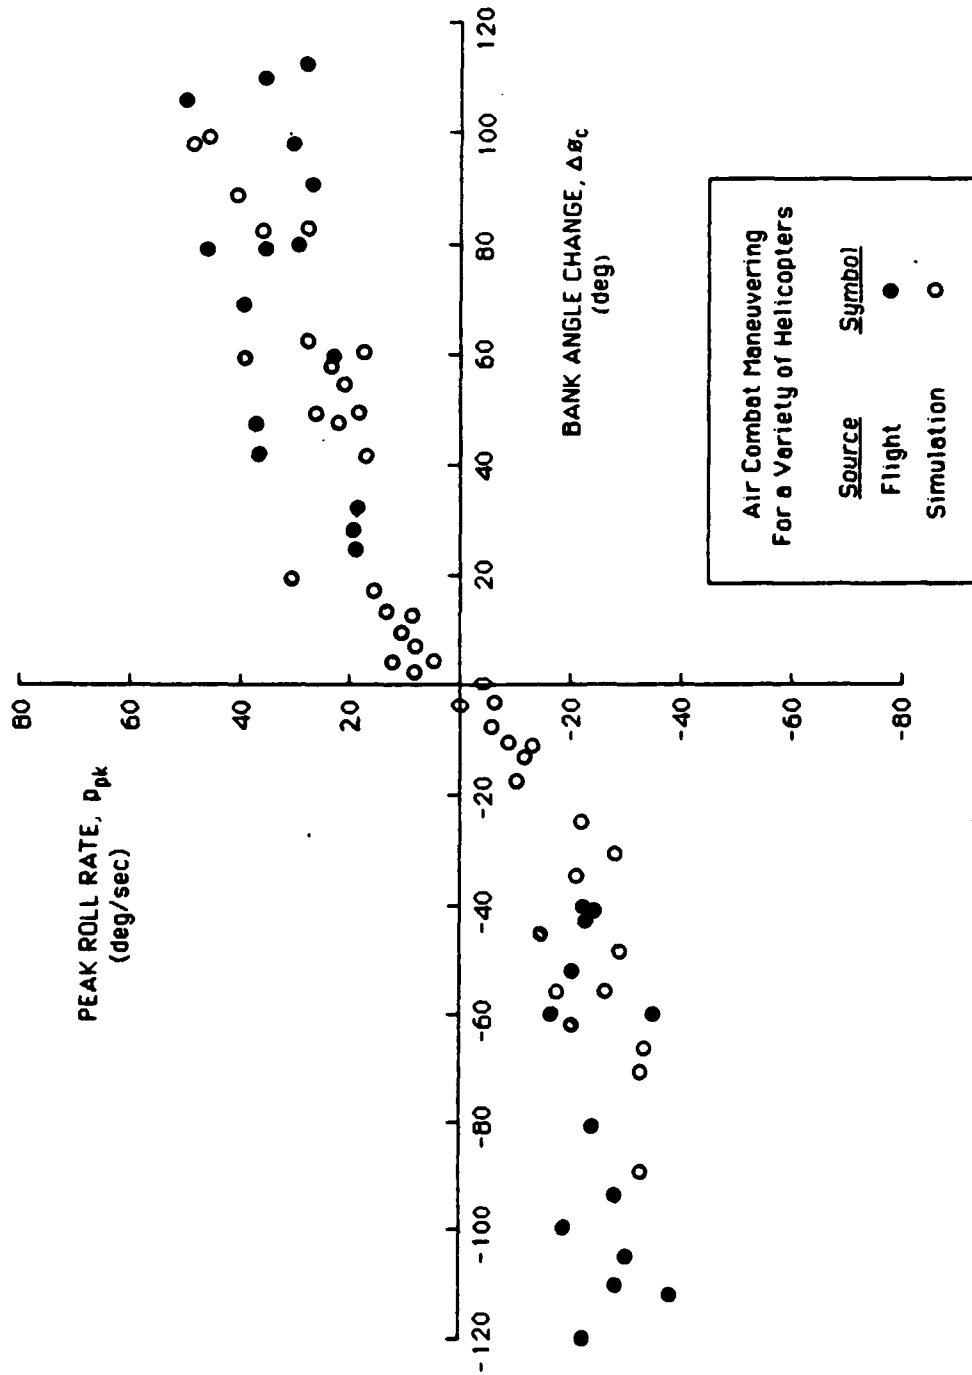 PEAK ROLL RATE, p_pk
(deg/sec)
80
60
40
20
0
-20
-40
-60
-80
-120
-100
-80
-60
-40
-20
0
20
40
60
80
100
120
BANK ANGLE CHANGE, Δø_c
(deg)
Air Combat Maneuvering
For a Variety of Helicopters
Source Symbol
Flight ●
Simulation ○